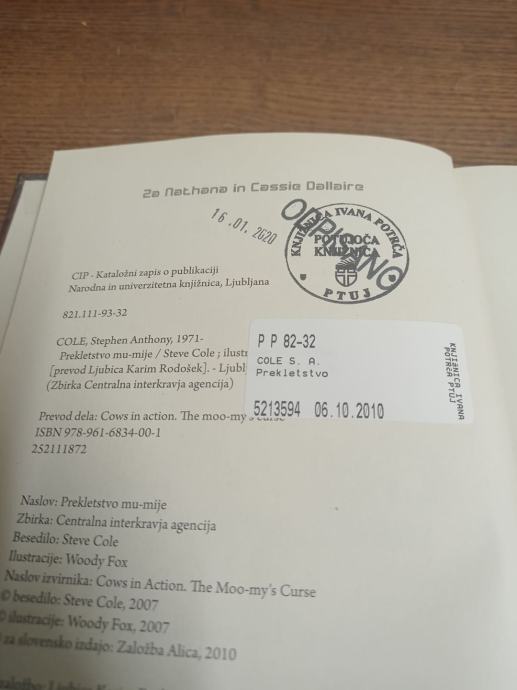 Za Nathana in Cassie Dallaire
16.01.2020
ODPISANO
KNJIŽNICA IVANA POTRČA
POTUJOČA
KNJIŽNICA
PTUJ
CIP - Kataložni zapis o publikaciji
Narodna in univerzitetna knjižnica, Ljubljana
821.111-93-32
COLE, Stephen Anthony, 1971-
Prekletstvo mu-mije / Steve Cole ; ilustr
[prevod Ljubica Karim Rodošek]. - Ljubl
(Zbirka Centralna interkravja agencija)
P P 82-32
COLE S. A.
Prekletstvo
5213594 06.10.2010
KNJIŽNICA IVANA
POTRČA PTUJ
Prevod dela: Cows in action. The moo-my's curse
ISBN 978-961-6834-00-1
252111872
Naslov: Prekletstvo mu-mije
Zbirka: Centralna interkravja agencija
Besedilo: Steve Cole
Ilustracije: Woody Fox
Naslov izvirnika: Cows in Action. The Moo-my's Curse
© besedilo: Steve Cole, 2007
© ilustracije: Woody Fox, 2007
za slovensko izdajo: Založba Alica, 2010